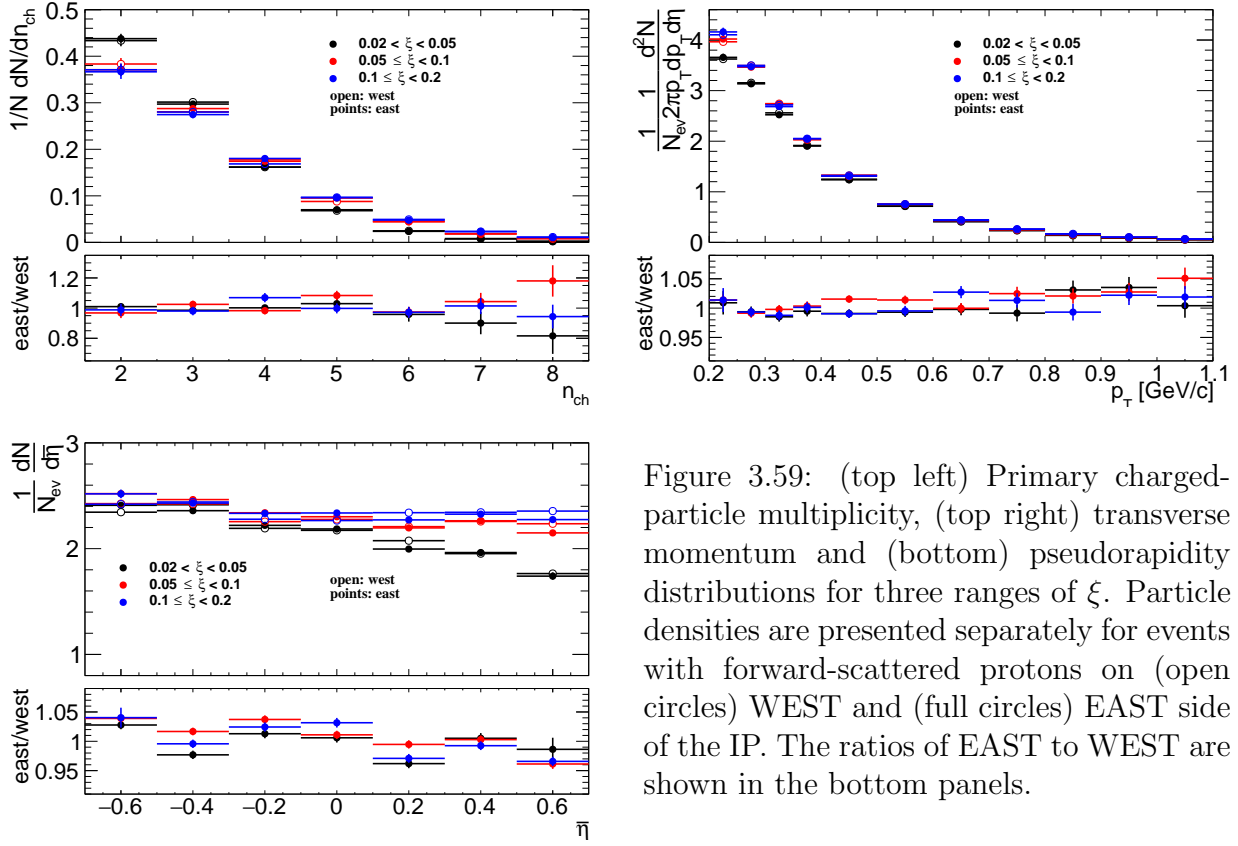 1/N dN/dn_ch
0.5
0.4
0.3
0.2
0.1
0
0.02 < ξ < 0.05
0.05 ≤ ξ < 0.1
0.1 ≤ ξ < 0.2
open: west
points: east
east/west
1.2
1
0.8
2 3 4 5 6 7 8
n_ch
1/N_ev d²N/2πp_T dp_T dη
4
3
2
1
0
0.02 < ξ < 0.05
0.05 ≤ ξ < 0.1
0.1 ≤ ξ < 0.2
open: west
points: east
east/west
1.05
1
0.95
0.2 0.3 0.4 0.5 0.6 0.7 0.8 0.9 1 1.1
p_T [GeV/c]
1/N_ev dN/dη̅
3
2
1
0.02 < ξ < 0.05
0.05 ≤ ξ < 0.1
0.1 ≤ ξ < 0.2
open: west
points: east
east/west
1.05
1
0.95
−0.6 −0.4 −0.2 0 0.2 0.4 0.6
η̅
Figure 3.59: (top left) Primary charged-
particle multiplicity, (top right) transverse
momentum and (bottom) pseudorapidity
distributions for three ranges of ξ. Particle
densities are presented separately for events
with forward-scattered protons on (open
circles) WEST and (full circles) EAST side
of the IP. The ratios of EAST to WEST are
shown in the bottom panels.